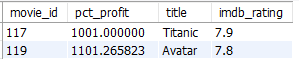 movie_id pct_profit title imdb_rating
117 1001.000000 Titanic 7.9
119 1101.265823 Avatar 7.8